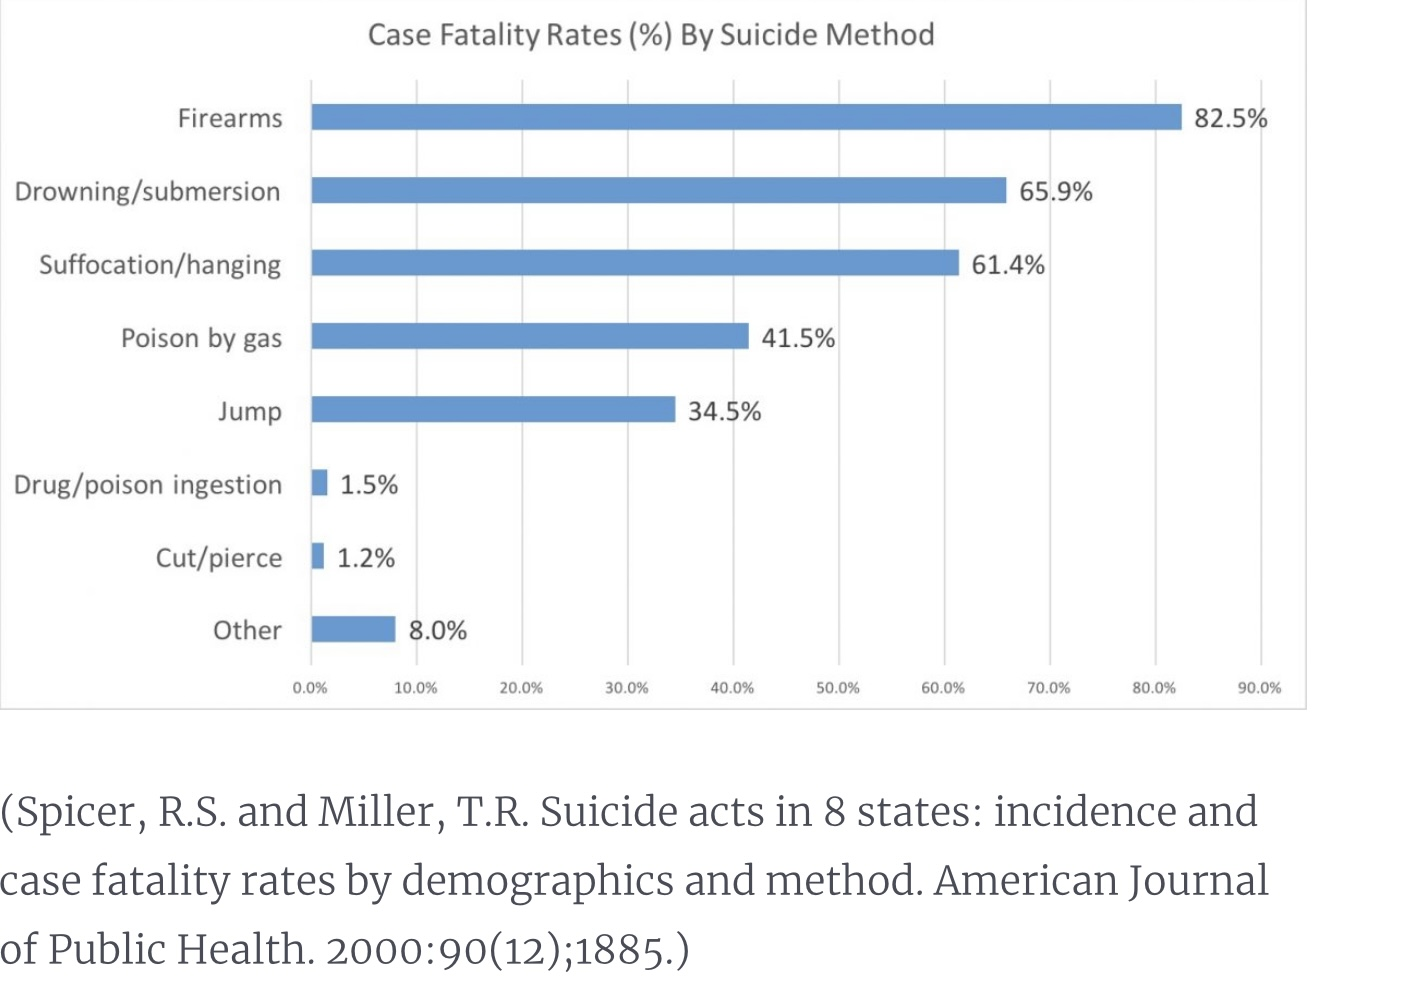 Case Fatality Rates (%) By Suicide Method
Firearms 82.5%
Drowning/submersion 65.9%
Suffocation/hanging 61.4%
Poison by gas 41.5%
Jump 34.5%
Drug/poison ingestion 1.5%
Cut/pierce 1.2%
Other 8.0%
0.0% 10.0% 20.0% 30.0% 40.0% 50.0% 60.0% 70.0% 80.0% 90.0%
(Spicer, R.S. and Miller, T.R. Suicide acts in 8 states: incidence and
case fatality rates by demographics and method. American Journal
of Public Health. 2000:90(12);1885.)